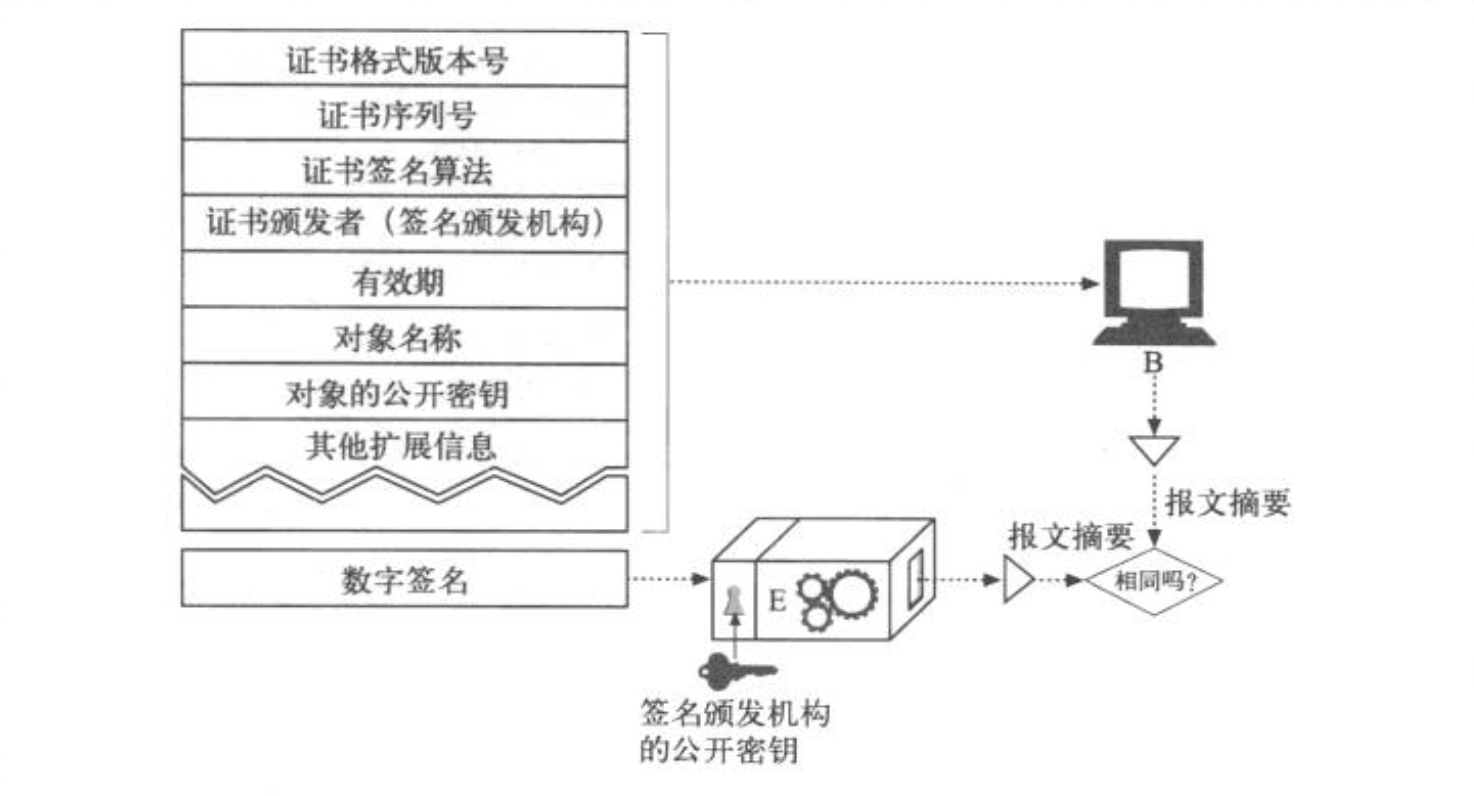 证书格式版本号
证书序列号
证书签名算法
证书颁发者（签名颁发机构）
有效期
对象名称
对象的公开密钥
其他扩展信息
B
报文摘要
报文摘要
数字签名
E
相同吗？
签名颁发机构
的公开密钥